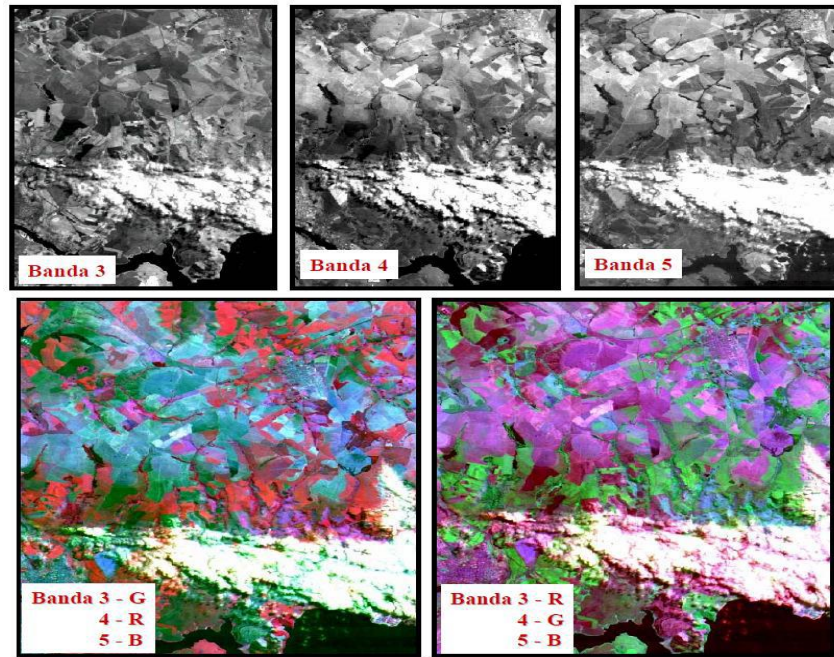 Banda 3
Banda 4
Banda 5
Banda 3 - G
4 - R
5 - B
Banda 3 - R
4 - G
5 - B